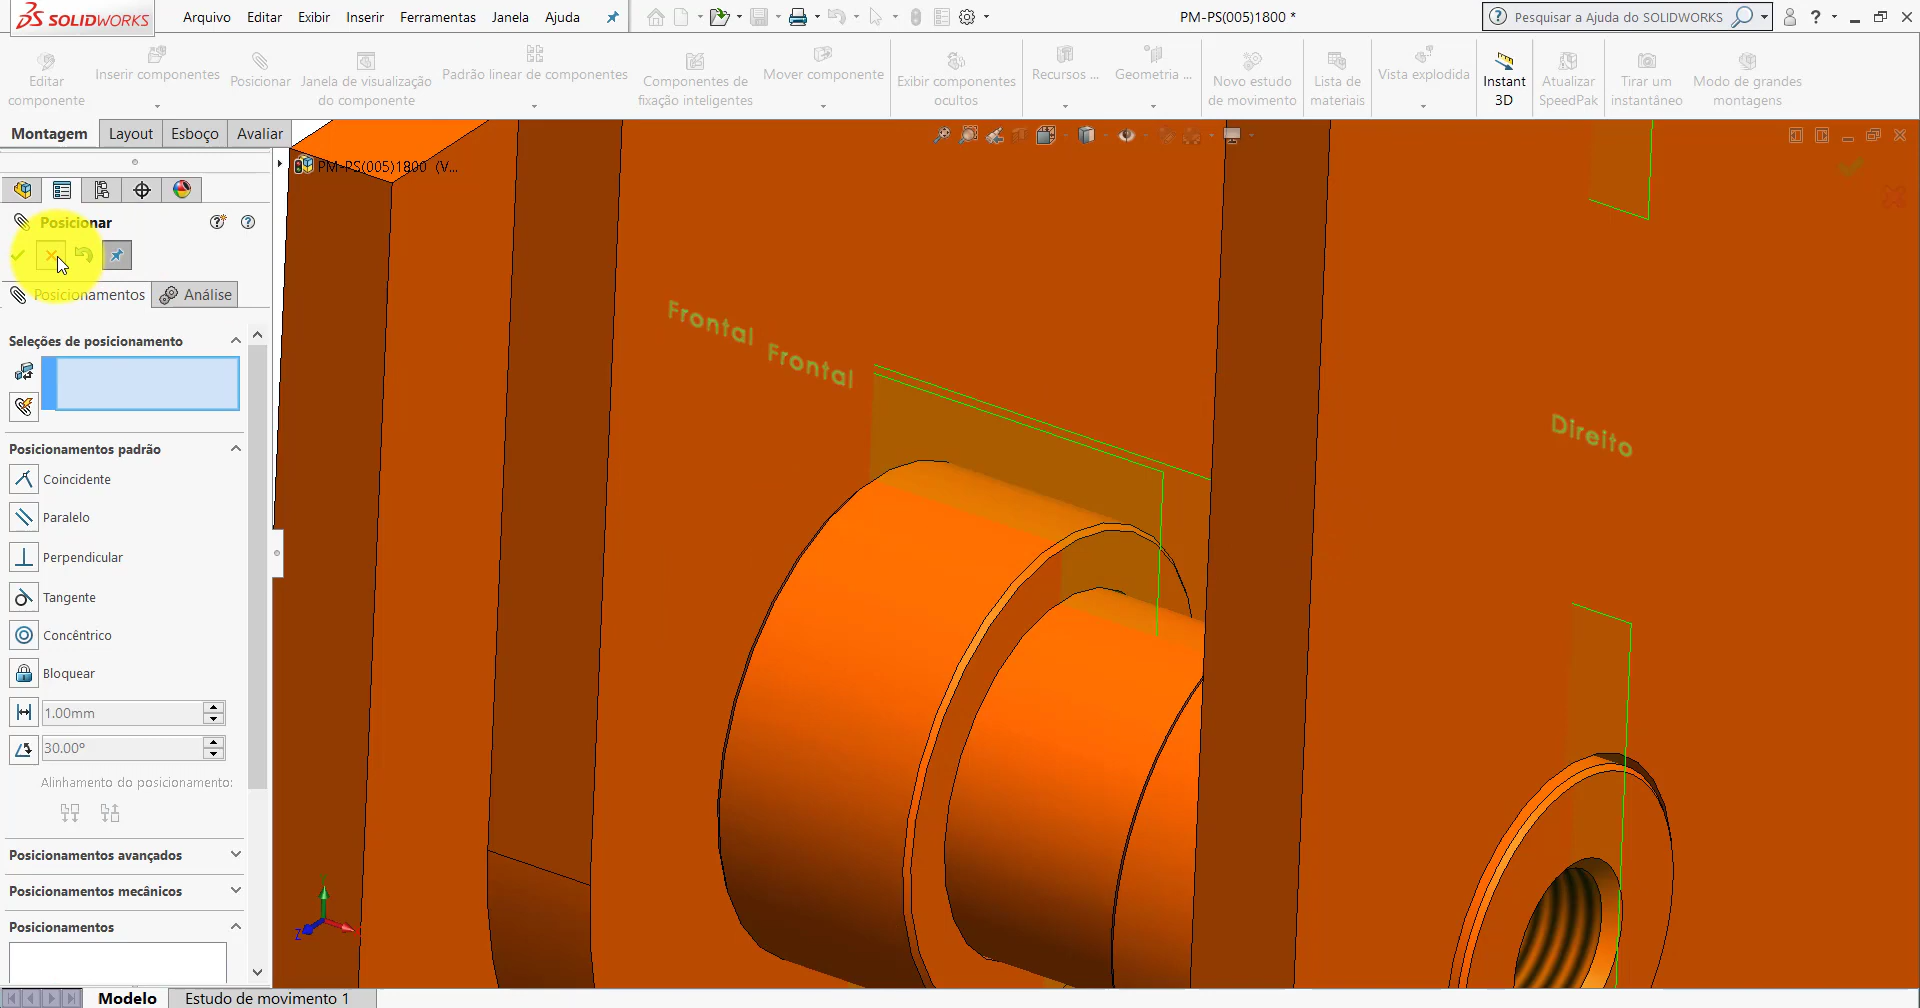 SOLIDWORKS
Arquivo Editar Exibir Inserir Ferramentas Janela Ajuda
PM-PS(005)1800 *
Pesquisar a Ajuda do SOLIDWORKS
Editar componente
Inserir componentes
Posicionar
Janela de visualização do componente
Padrão linear de componentes
Componentes de fixação inteligentes
Mover componente
Exibir componentes ocultos
Recursos ...
Geometria ...
Novo estudo de movimento
Lista de materiais
Vista explodida
Instant 3D
Atualizar SpeedPak
Tirar um instantâneo
Modo de grandes montagens
Montagem Layout Esboço Avaliar
PM-PS(005)1800 (V...
Posicionar
Posicionamentos Análise
Seleções de posicionamento
Posicionamentos padrão
Coincidente
Paralelo
Perpendicular
Tangente
Concêntrico
Bloquear
1.00mm
30.00°
Alinhamento do posicionamento:
Posicionamentos avançados
Posicionamentos mecânicos
Posicionamentos
Frontal
Frontal
Direito
Z
Modelo Estudo de movimento 1